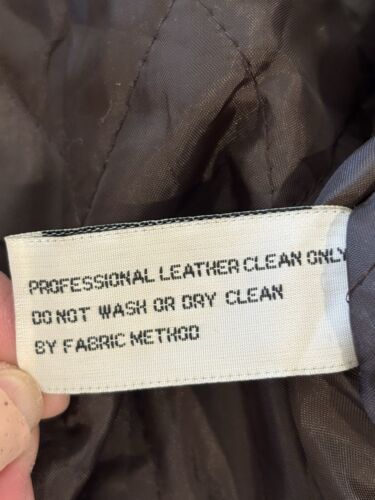 PROFESSIONAL LEATHER CLEAN ONLY
DO NOT WASH OR DRY CLEAN
BY FABRIC METHOD